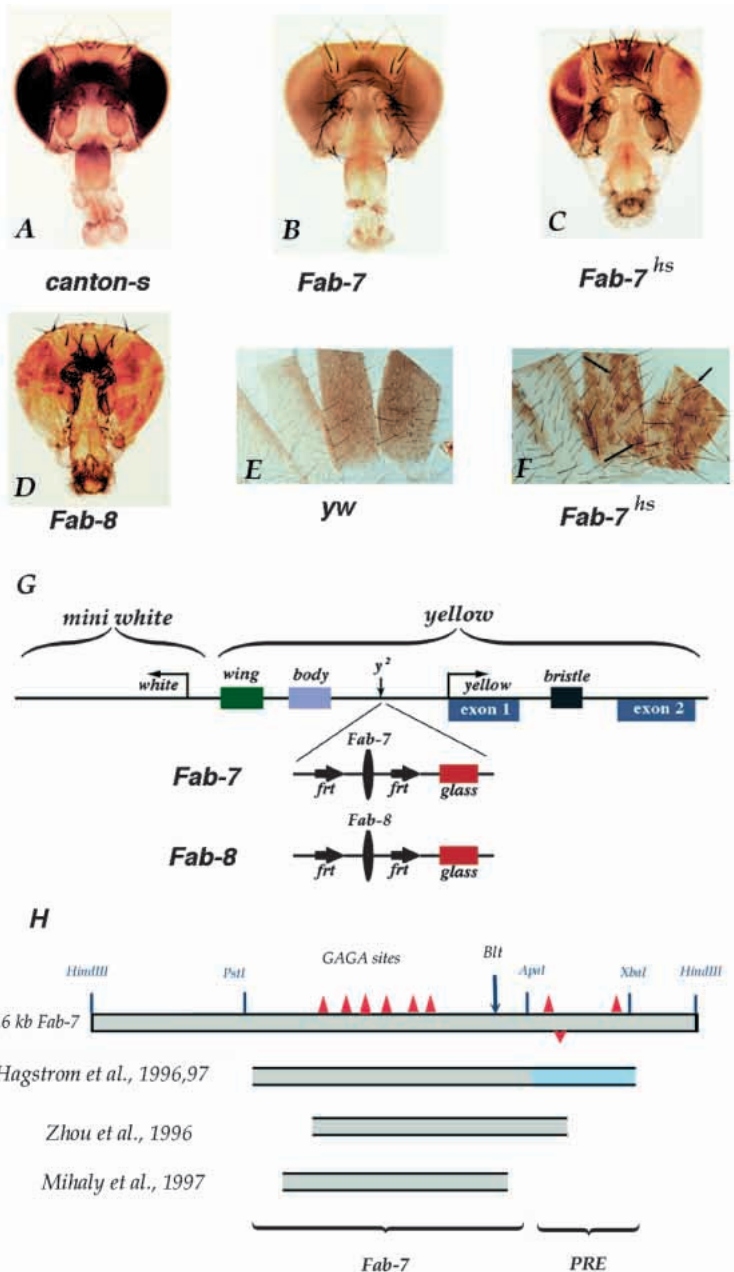 A
B
C
canton-s
Fab-7
Fab-7 hs
D
E
F
Fab-8
yw
Fab-7 hs
G
mini white
yellow
y²
white
wing
body
yellow
bristle
exon 1
exon 2
Fab-7
Fab-7
frt
frt
glass
Fab-8
Fab-8
frt
frt
glass
H
HindIII
PstI
GAGA sites
Blt
ApaI
XbaI
HindIII
6 kb Fab-7
Hagstrom et al., 1996,97
Zhou et al., 1996
Mihaly et al., 1997
Fab-7
PRE